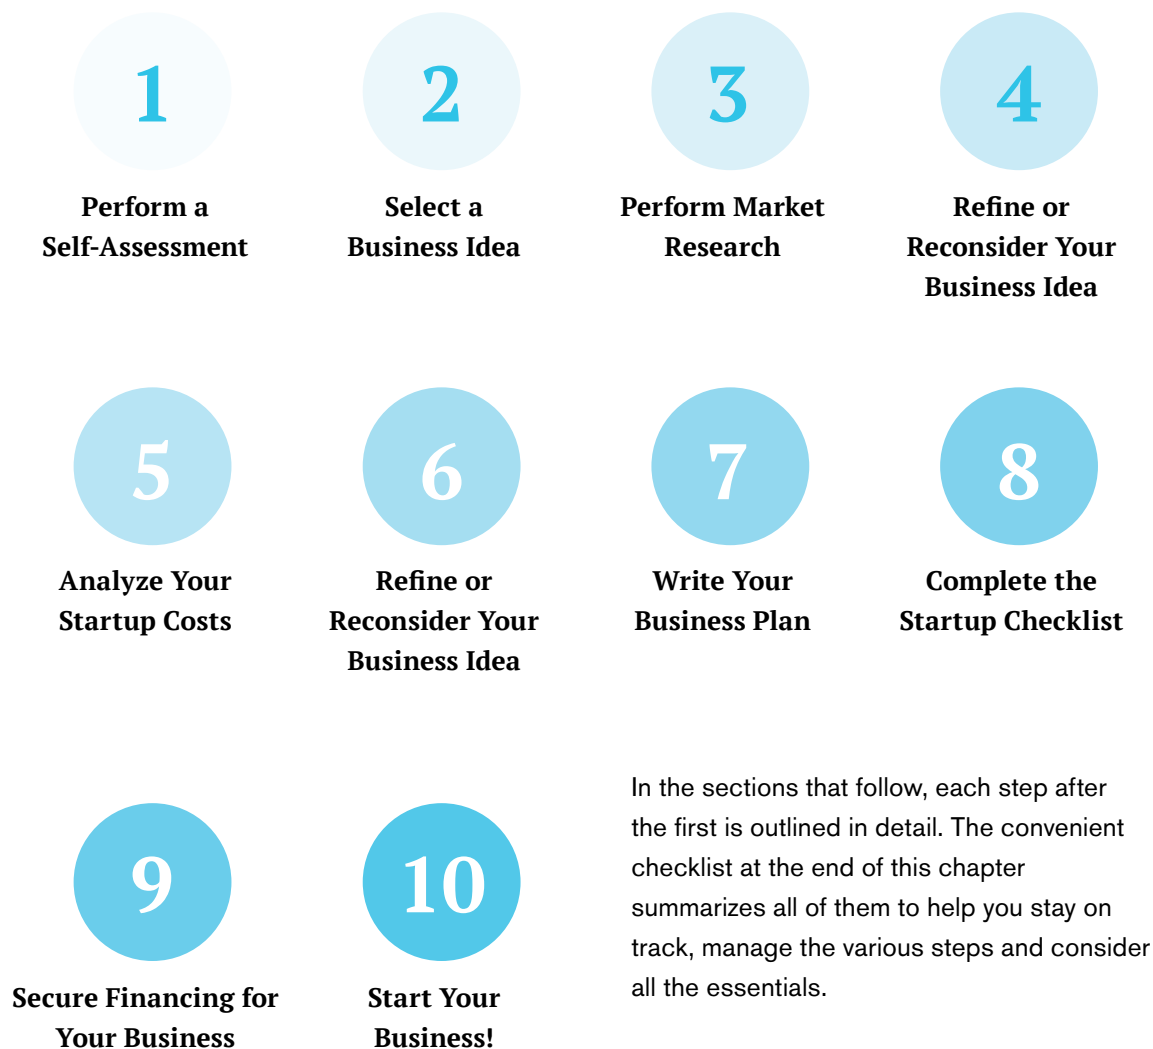 1
Perform a
Self-Assessment
2
Select a
Business Idea
3
Perform Market
Research
4
Refine or
Reconsider Your
Business Idea
5
Analyze Your
Startup Costs
6
Refine or
Reconsider Your
Business Idea
7
Write Your
Business Plan
8
Complete the
Startup Checklist
9
Secure Financing for
Your Business
10
Start Your
Business!
In the sections that follow, each step after
the first is outlined in detail. The convenient
checklist at the end of this chapter
summarizes all of them to help you stay on
track, manage the various steps and consider
all the essentials.